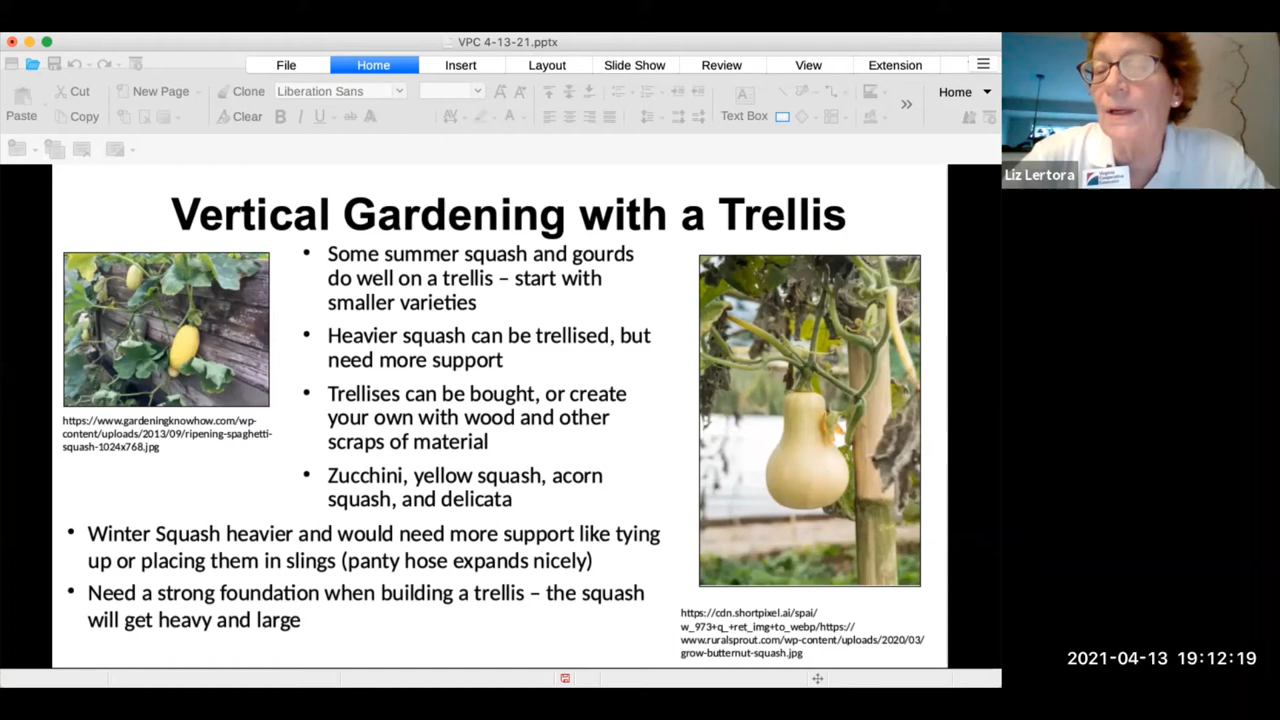 VPC 4-13-21.pptx
File Home Insert Layout Slide Show Review View Extension
Cut New Page Clone Liberation Sans Home
Paste Copy Clear B I U ab A Text Box
Liz Lertora
Virginia
Cooperative
Extension
Vertical Gardening with a Trellis
• Some summer squash and gourds
do well on a trellis – start with
smaller varieties
• Heavier squash can be trellised, but
need more support
• Trellises can be bought, or create
your own with wood and other
scraps of material
• Zucchini, yellow squash, acorn
squash, and delicata
• Winter Squash heavier and would need more support like tying
up or placing them in slings (panty hose expands nicely)
• Need a strong foundation when building a trellis – the squash
will get heavy and large
https://www.gardeningknowhow.com/wp-
content/uploads/2013/09/ripening-spaghetti-
squash-1024x768.jpg
https://cdn.shortpixel.ai/spai/
w_973+q_+ret_img+to_webp/https://
www.ruralsprout.com/wp-content/uploads/2020/03/
grow-butternut-squash.jpg
2021-04-13 19:12:19